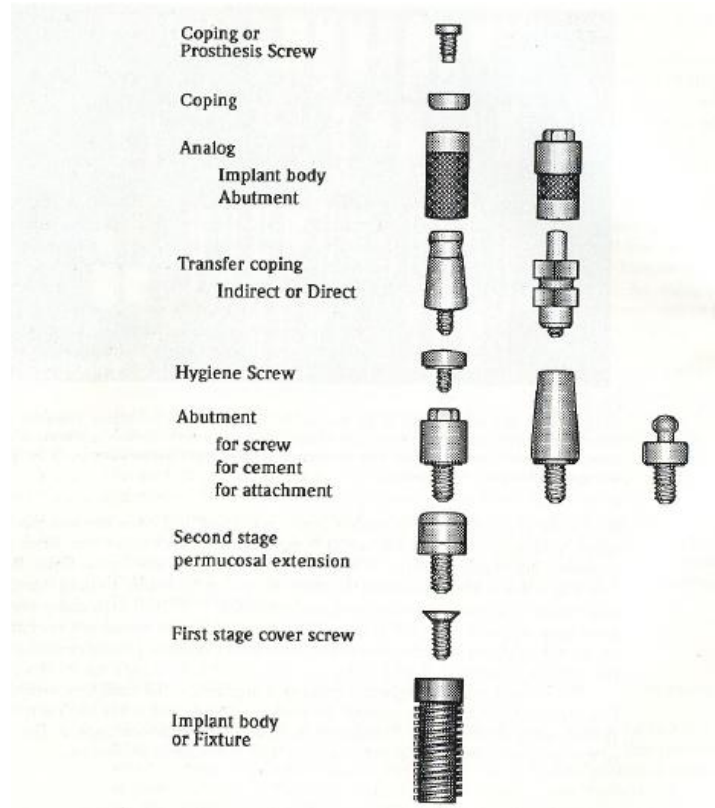 Coping or
Prosthesis Screw
Coping
Analog
Implant body
Abutment
Transfer coping
Indirect or Direct
Hygiene Screw
Abutment
for screw
for cement
for attachment
Second stage
permucosal extension
First stage cover screw
Implant body
or Fixture